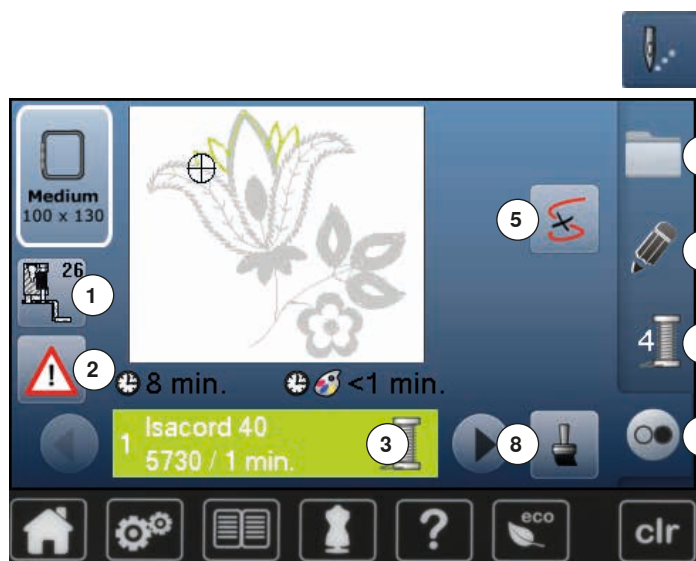 Medium
100 x 130
26
1
2
5
4
8 min.
<1 min.
1
Isacord 40
5730 / 1 min.
3
8
?
eco
clr